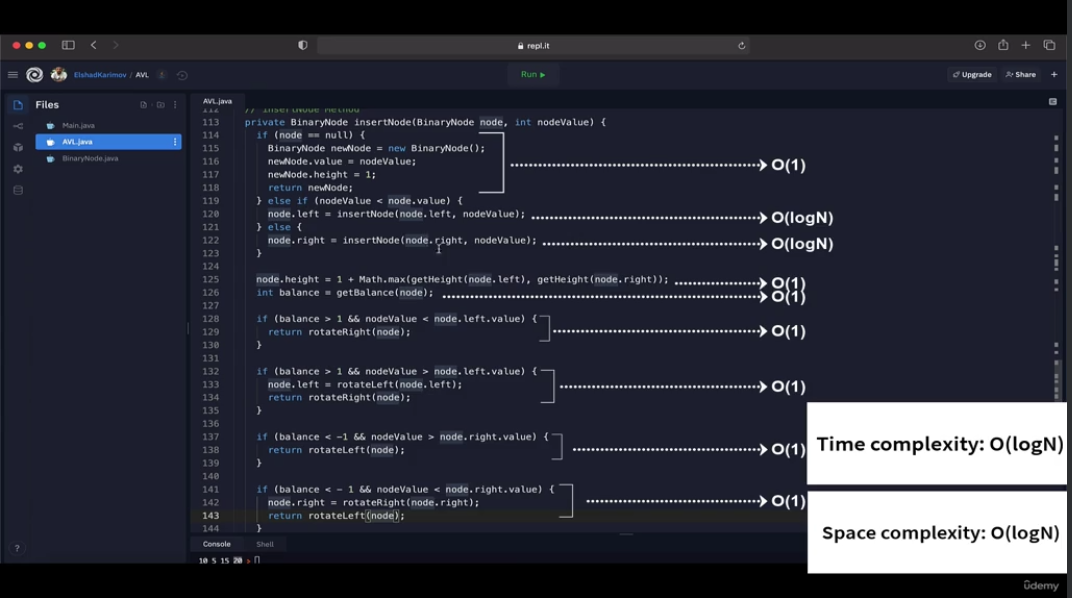 repl.it
ElshadKarimov / AVL
Run
Upgrade
Share
Files
Main.java
AVL.java
BinaryNode.java
AVL.java
112 // insertNode Method
113 private BinaryNode insertNode(BinaryNode node, int nodeValue) {
114 if (node == null) {
115 BinaryNode newNode = new BinaryNode();
116 newNode.value = nodeValue; O(1)
117 newNode.height = 1;
118 return newNode;
119 } else if (nodeValue < node.value) {
120 node.left = insertNode(node.left, nodeValue); O(logN)
121 } else {
122 node.right = insertNode(node.right, nodeValue); O(logN)
123 }
124
125 node.height = 1 + Math.max(getHeight(node.left), getHeight(node.right)); O(1)
126 int balance = getBalance(node); O(1)
127
128 if (balance > 1 && nodeValue < node.left.value) {
129 return rotateRight(node); O(1)
130 }
131
132 if (balance > 1 && nodeValue > node.left.value) {
133 node.left = rotateLeft(node.left); O(1)
134 return rotateRight(node);
135 }
136
137 if (balance < -1 && nodeValue > node.right.value) {
138 return rotateLeft(node); O(1)
139 }
140
141 if (balance < - 1 && nodeValue < node.right.value) {
142 node.right = rotateRight(node.right); O(1)
143 return rotateLeft(node);
144 }
Time complexity: O(logN)
Space complexity: O(logN)
Console
Shell
10 5 15 20
?
ûdemy